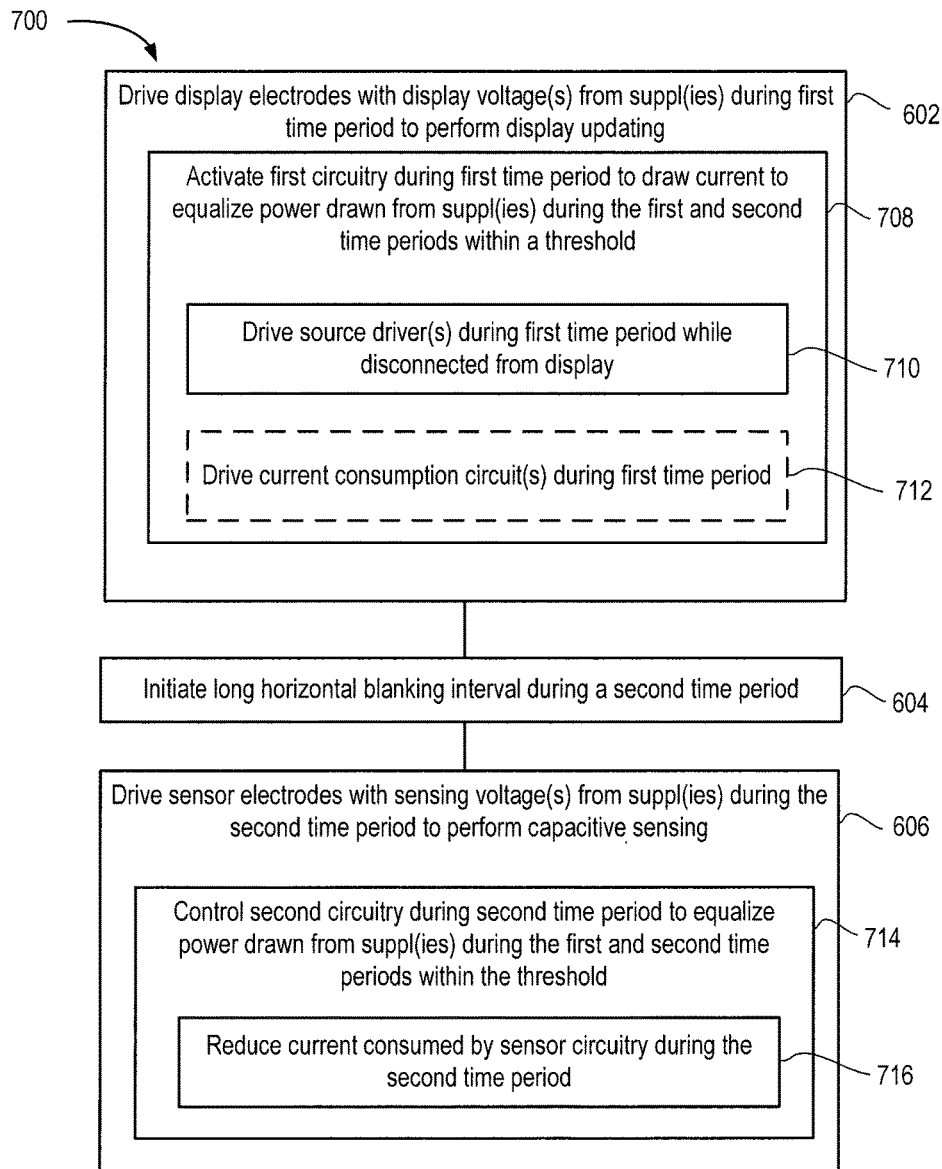 700
Drive display electrodes with display voltage(s) from suppl(ies) during first
time period to perform display updating
602
Activate first circuitry during first time period to draw current to
equalize power drawn from suppl(ies) during the first and second
time periods within a threshold
708
Drive source driver(s) during first time period while
disconnected from display
710
Drive current consumption circuit(s) during first time period
712
Initiate long horizontal blanking interval during a second time period
604
Drive sensor electrodes with sensing voltage(s) from suppl(ies) during the
second time period to perform capacitive sensing
606
Control second circuitry during second time period to equalize
power drawn from suppl(ies) during the first and second time
periods within the threshold
714
Reduce current consumed by sensor circuitry during the
second time period
716